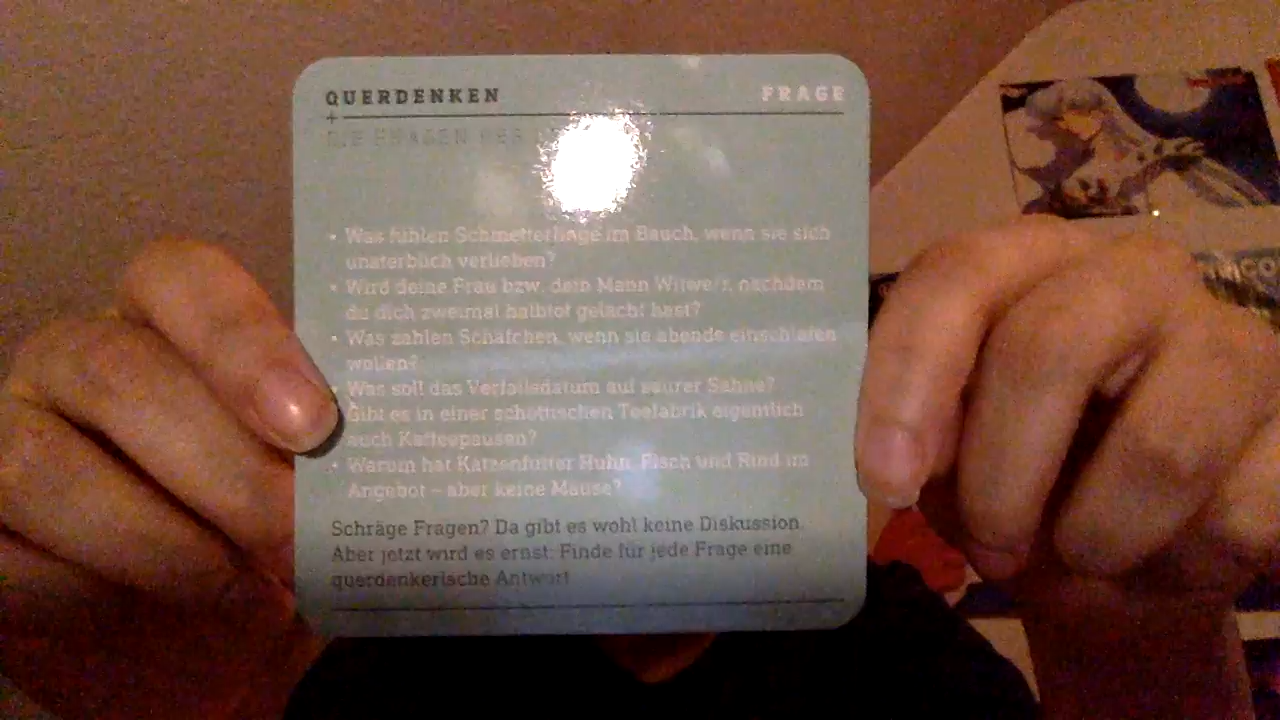 QUERDENKEN
FRAGE
+
DIE FRAGEN DES
• Was fühlen Schmetterlinge im Bauch, wenn sie sich
unsterblich verlieben?
• Wird deine Frau bzw. dein Mann Witwe/r, nachdem
du dich zweimal halbtot gelacht hast?
• Was zählen Schäfchen, wenn sie abends einschlafen
wollen?
• Was soll das Verfallsdatum auf saurer Sahne?
Gibt es in einer schottischen Teefabrik eigentlich
auch Kaffeepausen?
• Warum hat Katzenfutter Huhn, Fisch und Rind im
Angebot – aber keine Mäuse?
Schräge Fragen? Da gibt es wohl keine Diskussion.
Aber jetzt wird es ernst: Finde für jede Frage eine
querdenkerische Antwort